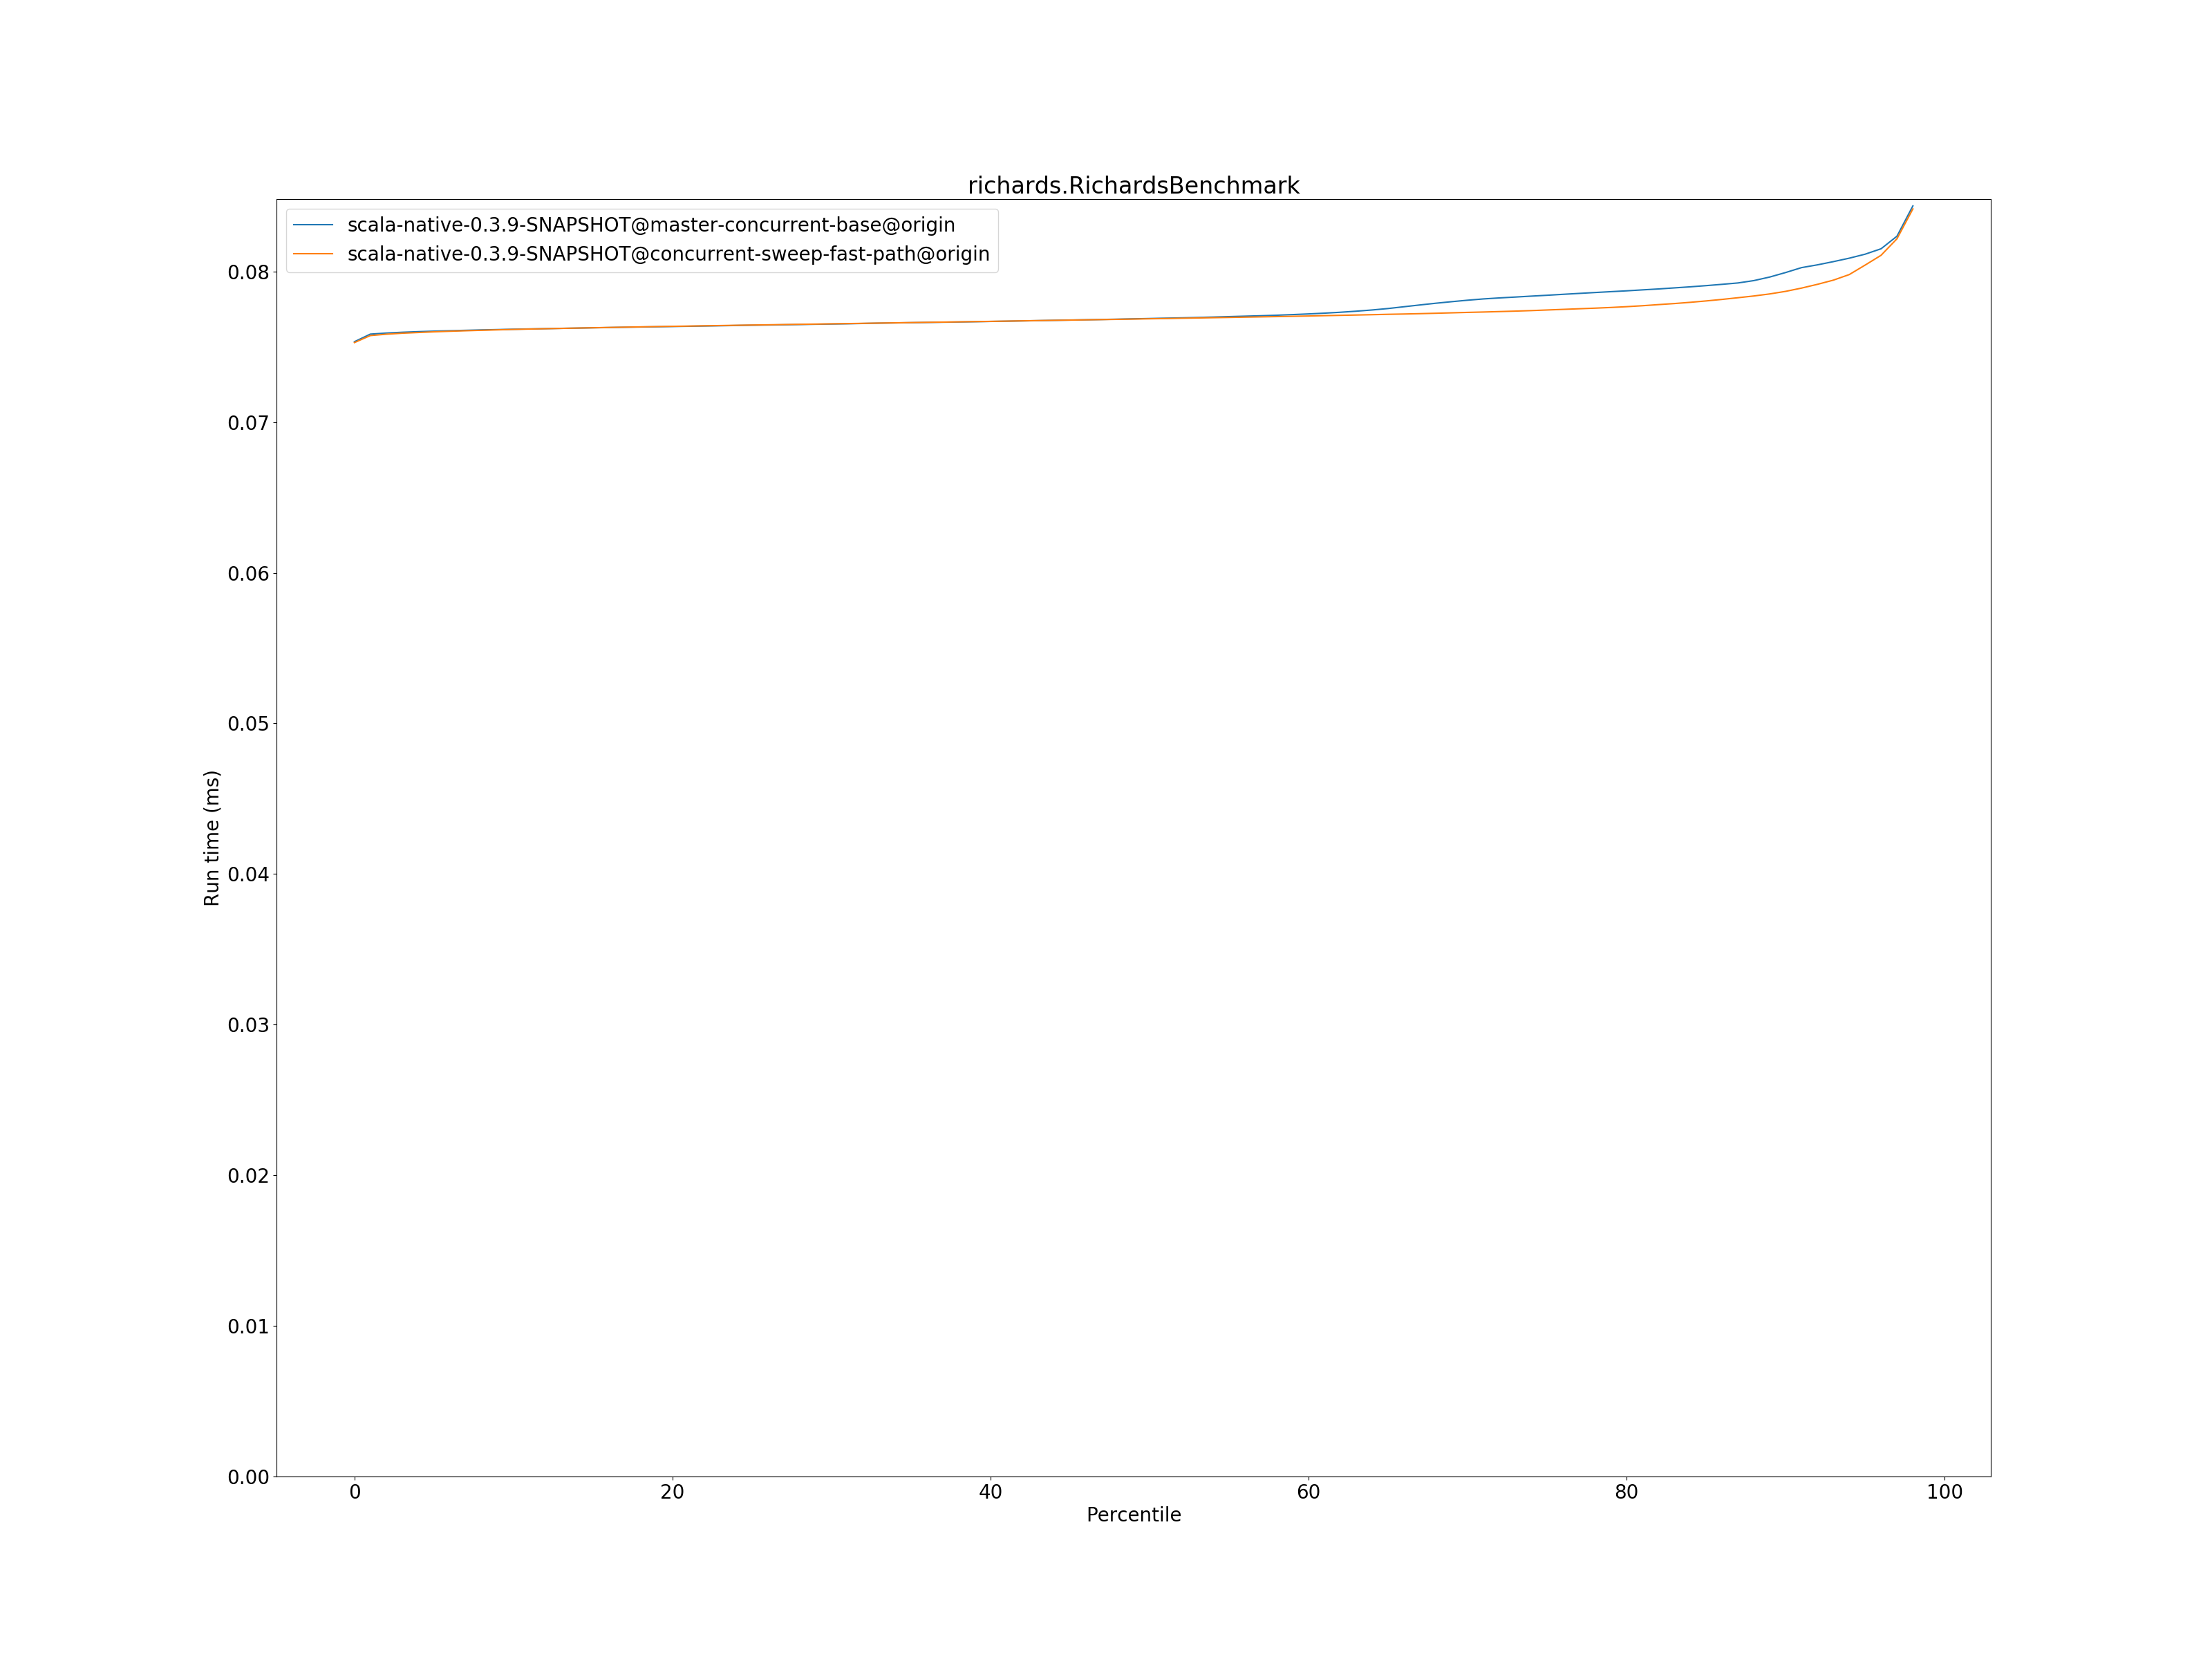 richards.RichardsBenchmark
scala-native-0.3.9-SNAPSHOT@master-concurrent-base@origin
scala-native-0.3.9-SNAPSHOT@concurrent-sweep-fast-path@origin
0.08
0.07
0.06
0.05
0.04
0.03
0.02
0.01
0.00
Run time (ms)
0 20 40 60 80 100
Percentile